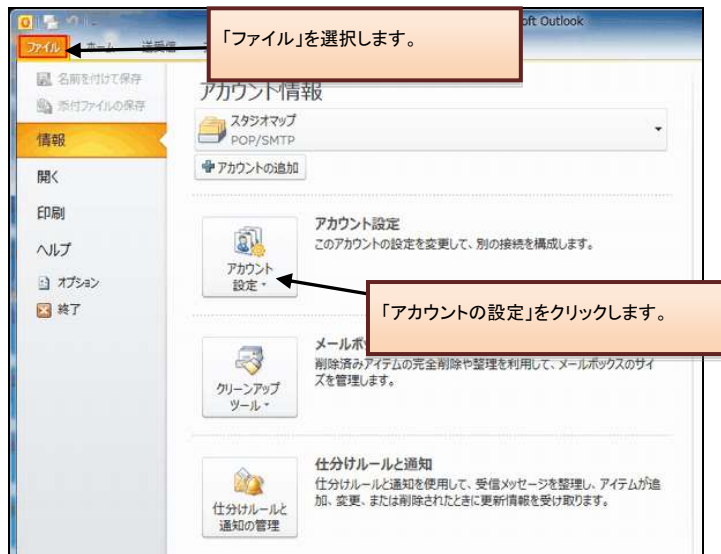 oft Outlook
「ファイル」を選択します。
ファイル ホーム 送受信
名前を付けて保存
添付ファイルの保存
情報
開く
印刷
ヘルプ
オプション
終了
アカウント情報
スタジオマップ
POP/SMTP
アカウントの追加
アカウント
設定
アカウント設定
このアカウントの設定を変更して、別の接続を構成します。
「アカウントの設定」をクリックします。
クリーンアップ
ツール
メールボ
削除済みアイテムの完全削除や整理を利用して、メールボックスのサイ
ズを管理します。
仕分けルールと
通知の管理
仕分けルールと通知
仕分けルールと通知を使用して、受信メッセージを整理し、アイテムが追
加、変更、または削除されたときに更新情報を受け取ります。